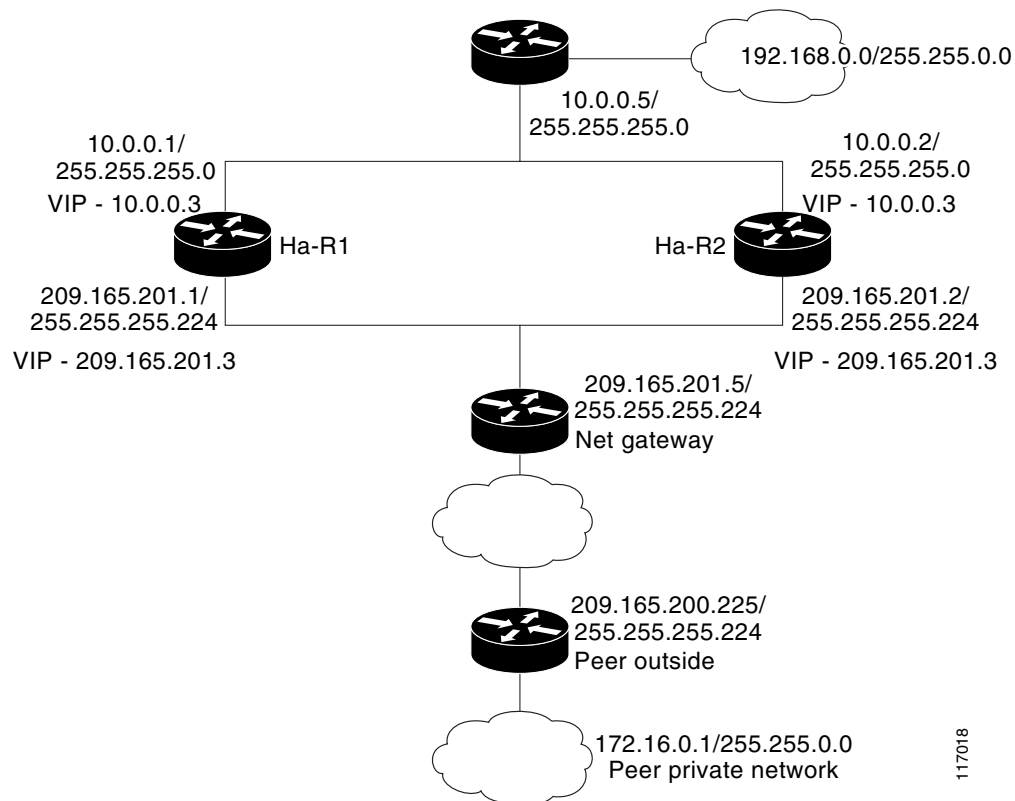 192.168.0.0/255.255.0.0
10.0.0.5/
255.255.255.0
10.0.0.1/
255.255.255.0
VIP - 10.0.0.3
10.0.0.2/
255.255.255.0
VIP - 10.0.0.3
Ha-R1
Ha-R2
209.165.201.1/
255.255.255.224
VIP - 209.165.201.3
209.165.201.2/
255.255.255.224
VIP - 209.165.201.3
209.165.201.5/
255.255.255.224
Net gateway
209.165.200.225/
255.255.255.224
Peer outside
172.16.0.1/255.255.0.0
Peer private network
117018